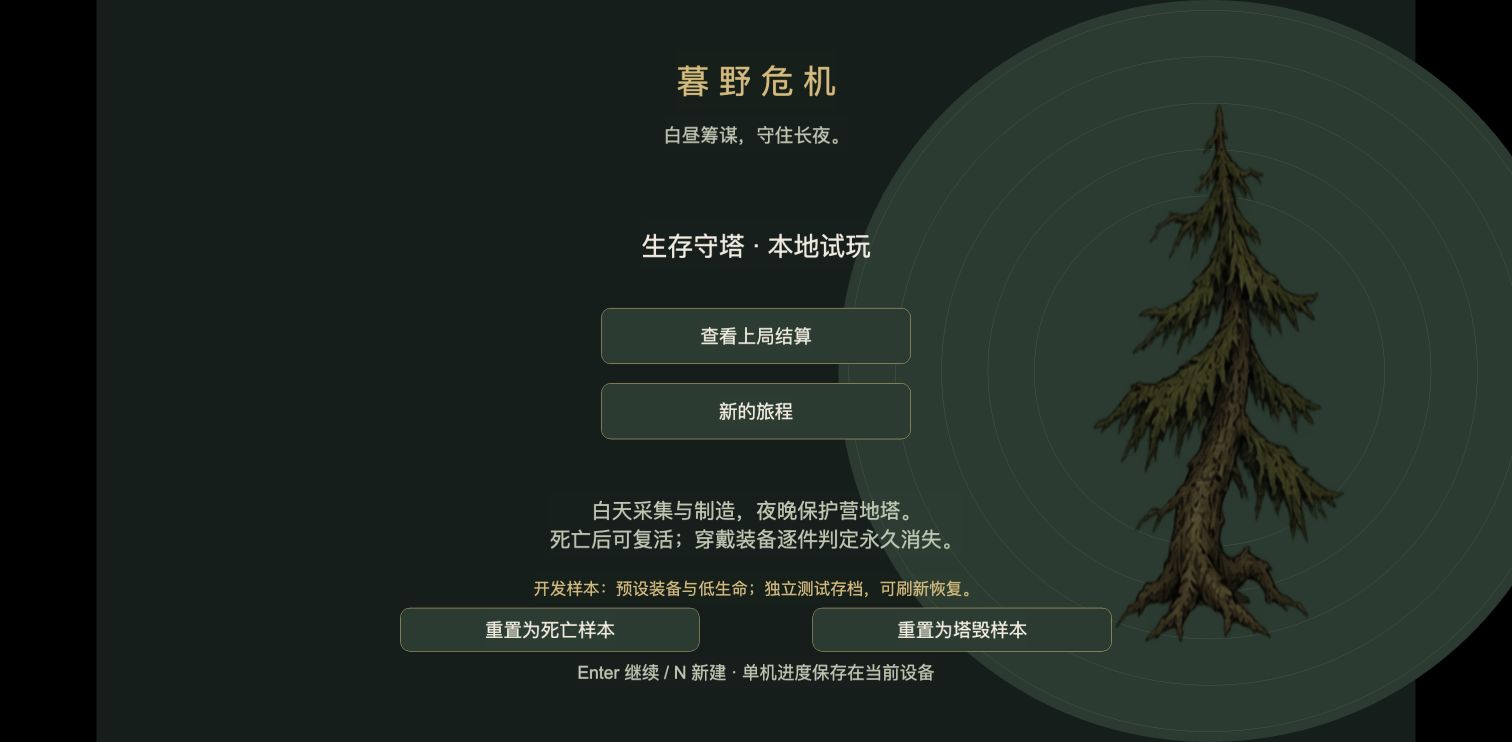 暮野危机
白昼筹谋，守住长夜。
生存守塔 · 本地试玩
查看上局结算
新的旅程
白天采集与制造，夜晚保护营地塔。
死亡后可复活；穿戴装备逐件判定永久消失。
开发样本：预设装备与低生命；独立测试存档，可刷新恢复。
重置为死亡样本
重置为塔毁样本
Enter 继续 / N 新建 · 单机进度保存在当前设备